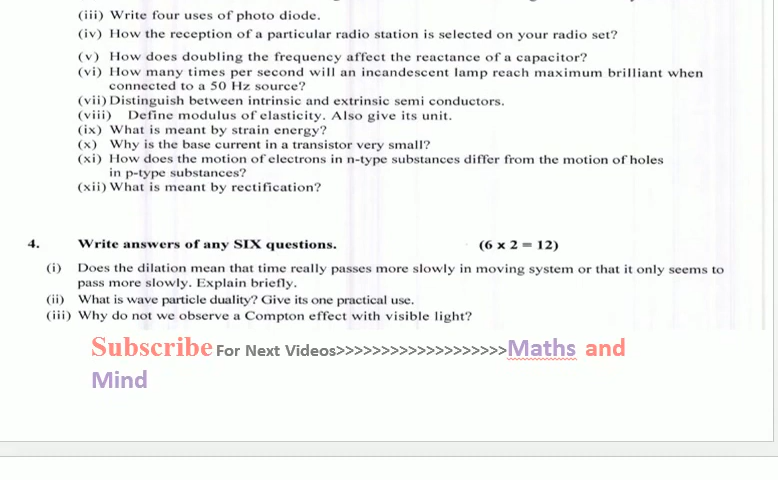 (iii) Write four uses of photo diode.
(iv) How the reception of a particular radio station is selected on your radio set?
(v) How does doubling the frequency affect the reactance of a capacitor?
(vi) How many times per second will an incandescent lamp reach maximum brilliant when
connected to a 50 Hz source?
(vii) Distinguish between intrinsic and extrinsic semi conductors.
(viii) Define modulus of elasticity. Also give its unit.
(ix) What is meant by strain energy?
(x) Why is the base current in a transistor very small?
(xi) How does the motion of electrons in n-type substances differ from the motion of holes
in p-type substances?
(xii) What is meant by rectification?
4. Write answers of any SIX questions. (6 x 2 = 12)
(i) Does the dilation mean that time really passes more slowly in moving system or that it only seems to
pass more slowly. Explain briefly.
(ii) What is wave particle duality? Give its one practical use.
(iii) Why do not we observe a Compton effect with visible light?
Subscribe For Next Videos>>>>>>>>>>>>>>>>>>>Maths and
Mind